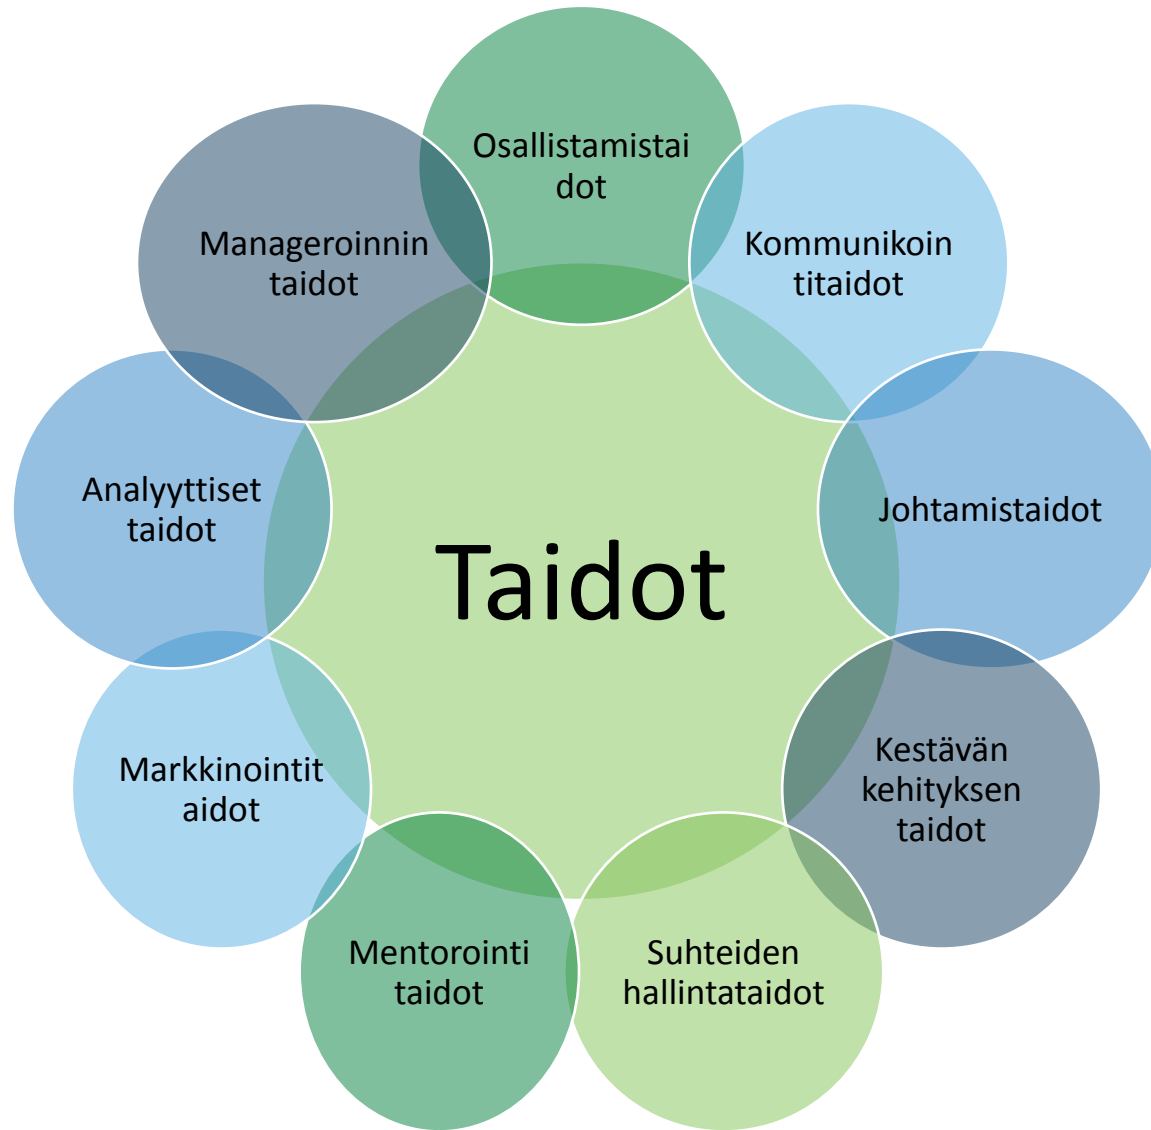 Osallistamistai
dot
Kommunikoin
titaidot
Johtamistaidot
Kestävän
kehityksen
taidot
Suhteiden
hallintataidot
Mentorointi
taidot
Markkinointit
aidot
Analyyttiset
taidot
Manageroinnin
taidot
Taidot